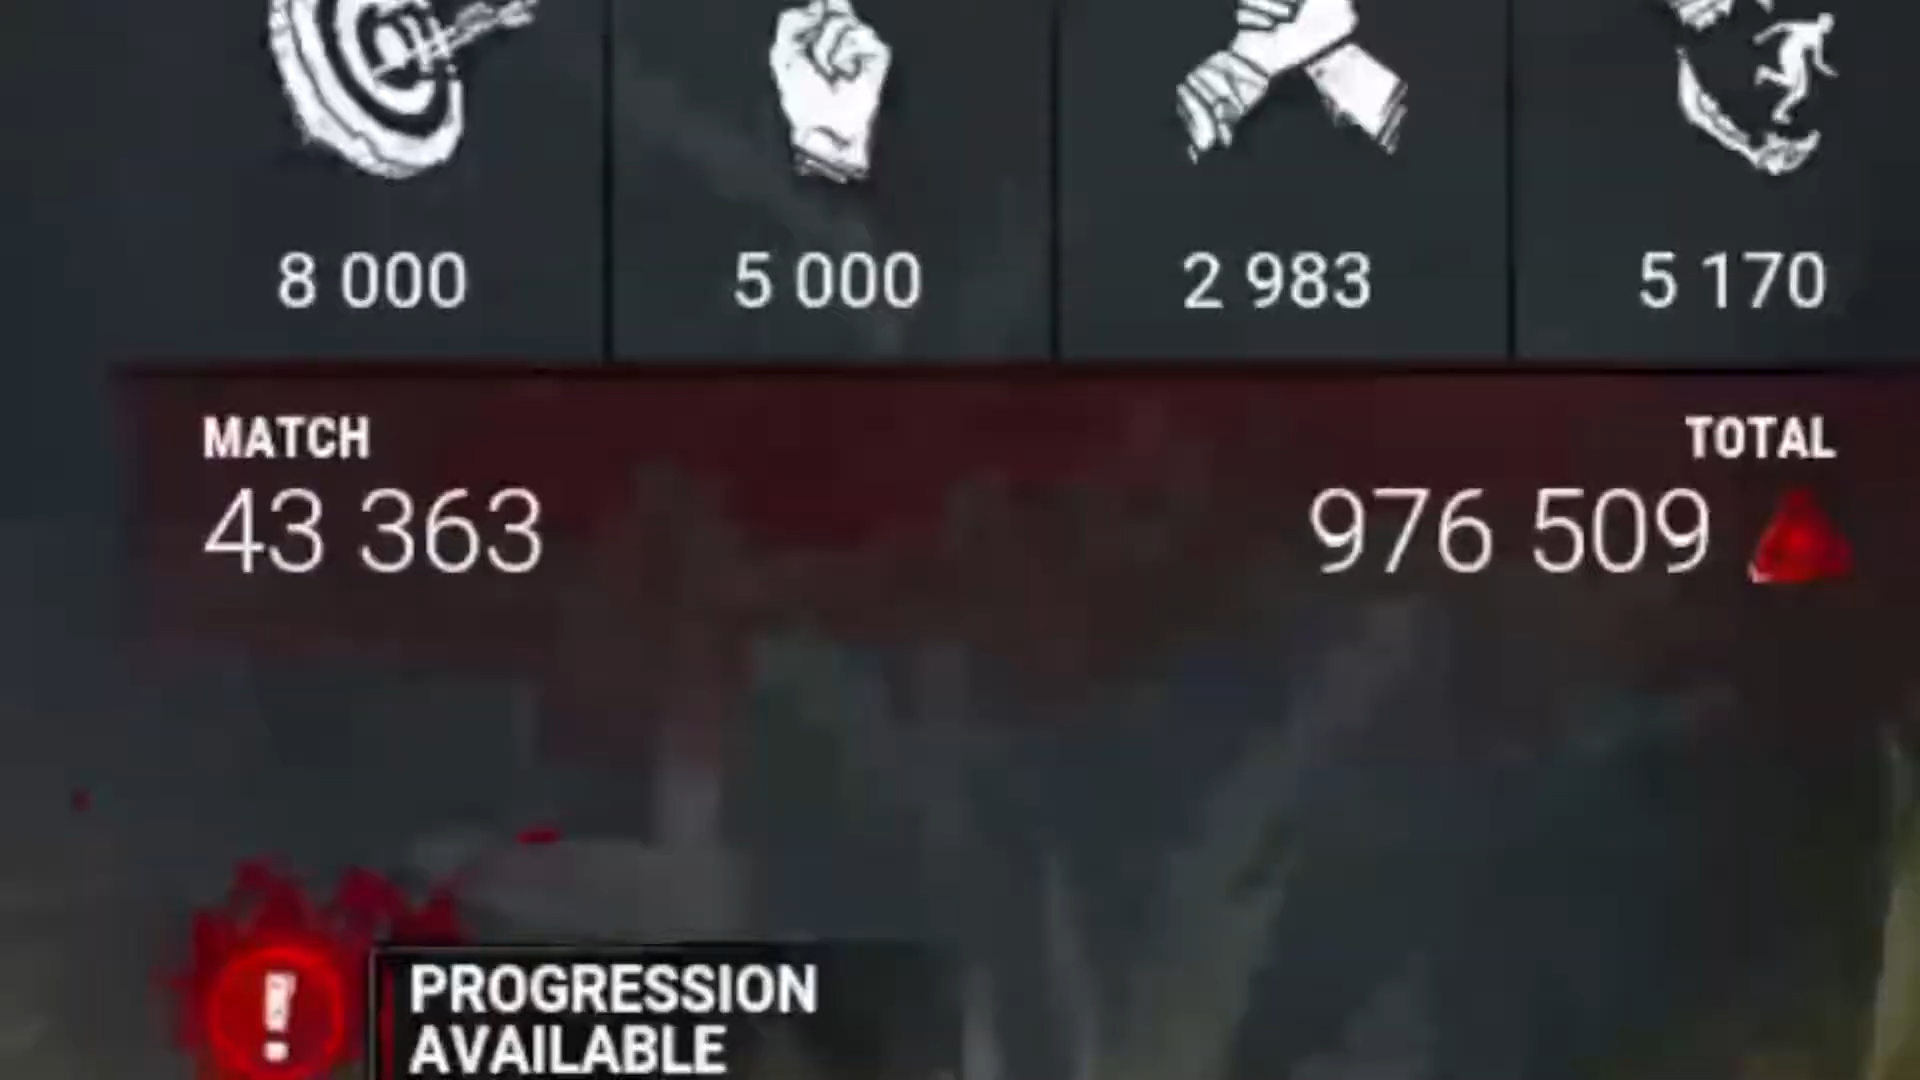 8 000 5 000 2 983 5 170
MATCH TOTAL
43 363 976 509
PROGRESSION
AVAILABLE